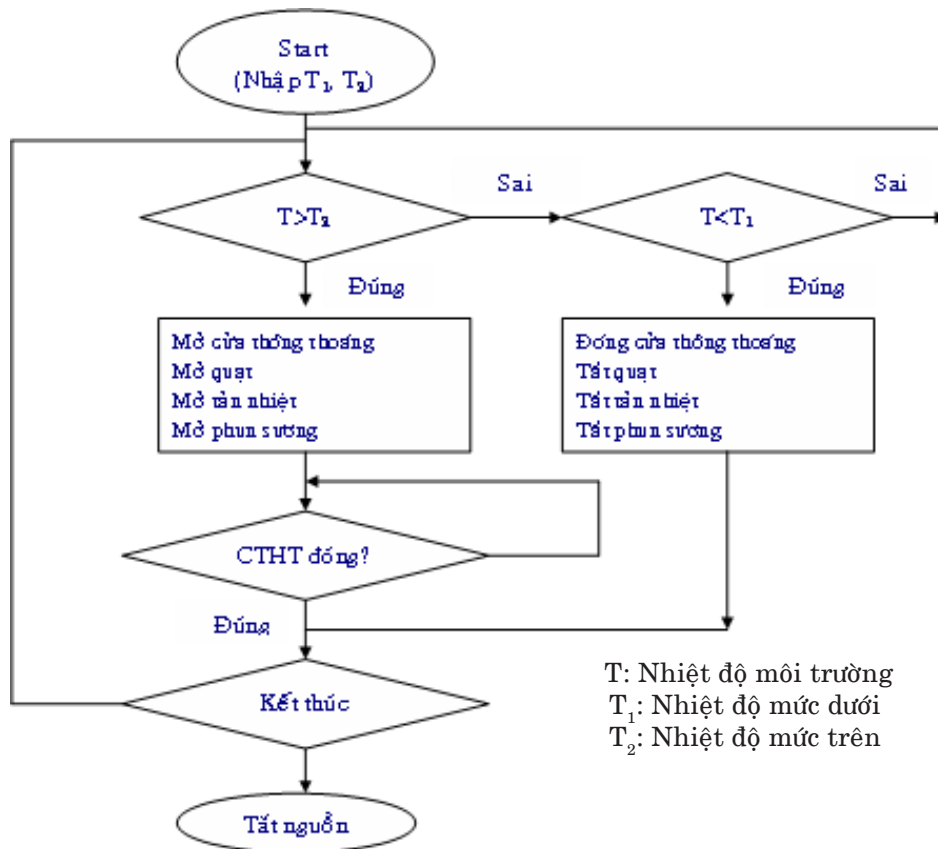 Start
(Nhập T₁, T₂)
Sai
Sai
T>T₂
T<T₁
Đúng
Đúng
Mở cửa thông thoáng
Mở quạt
Mở tản nhiệt
Mở phun sương
Đóng cửa thông thoáng
Tắt quạt
Tắt tản nhiệt
Tắt phun sương
CTHT đóng?
Đúng
Kết thúc
T: Nhiệt độ môi trường
T₁: Nhiệt độ mức dưới
T₂: Nhiệt độ mức trên
Tắt nguồn